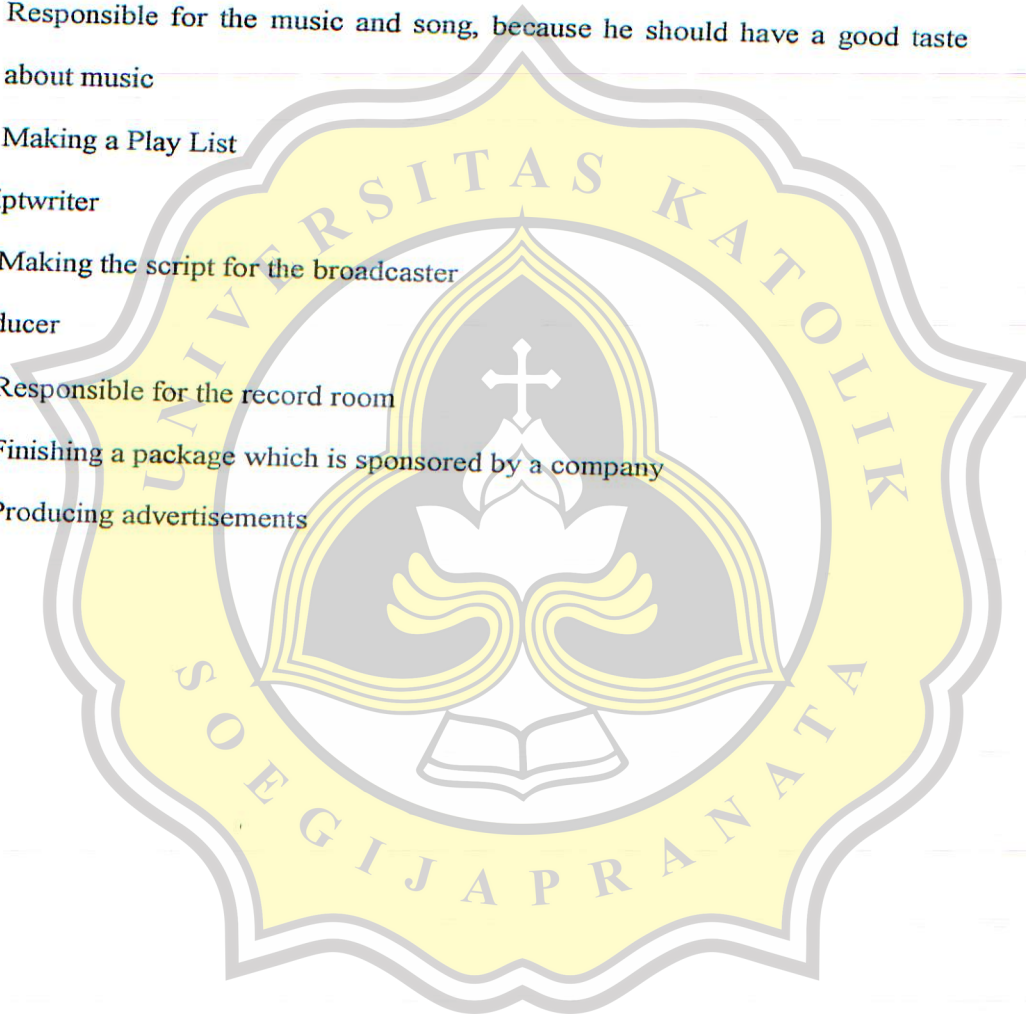 Responsible for the music and song, because he should have a good taste
about music
Making a Play List
iptwriter
Making the script for the broadcaster
ducer
Responsible for the record room
Finishing a package which is sponsored by a company
Producing advertisements
UNIVERSITAS KATOLIK
SOEGIJAPRANATA